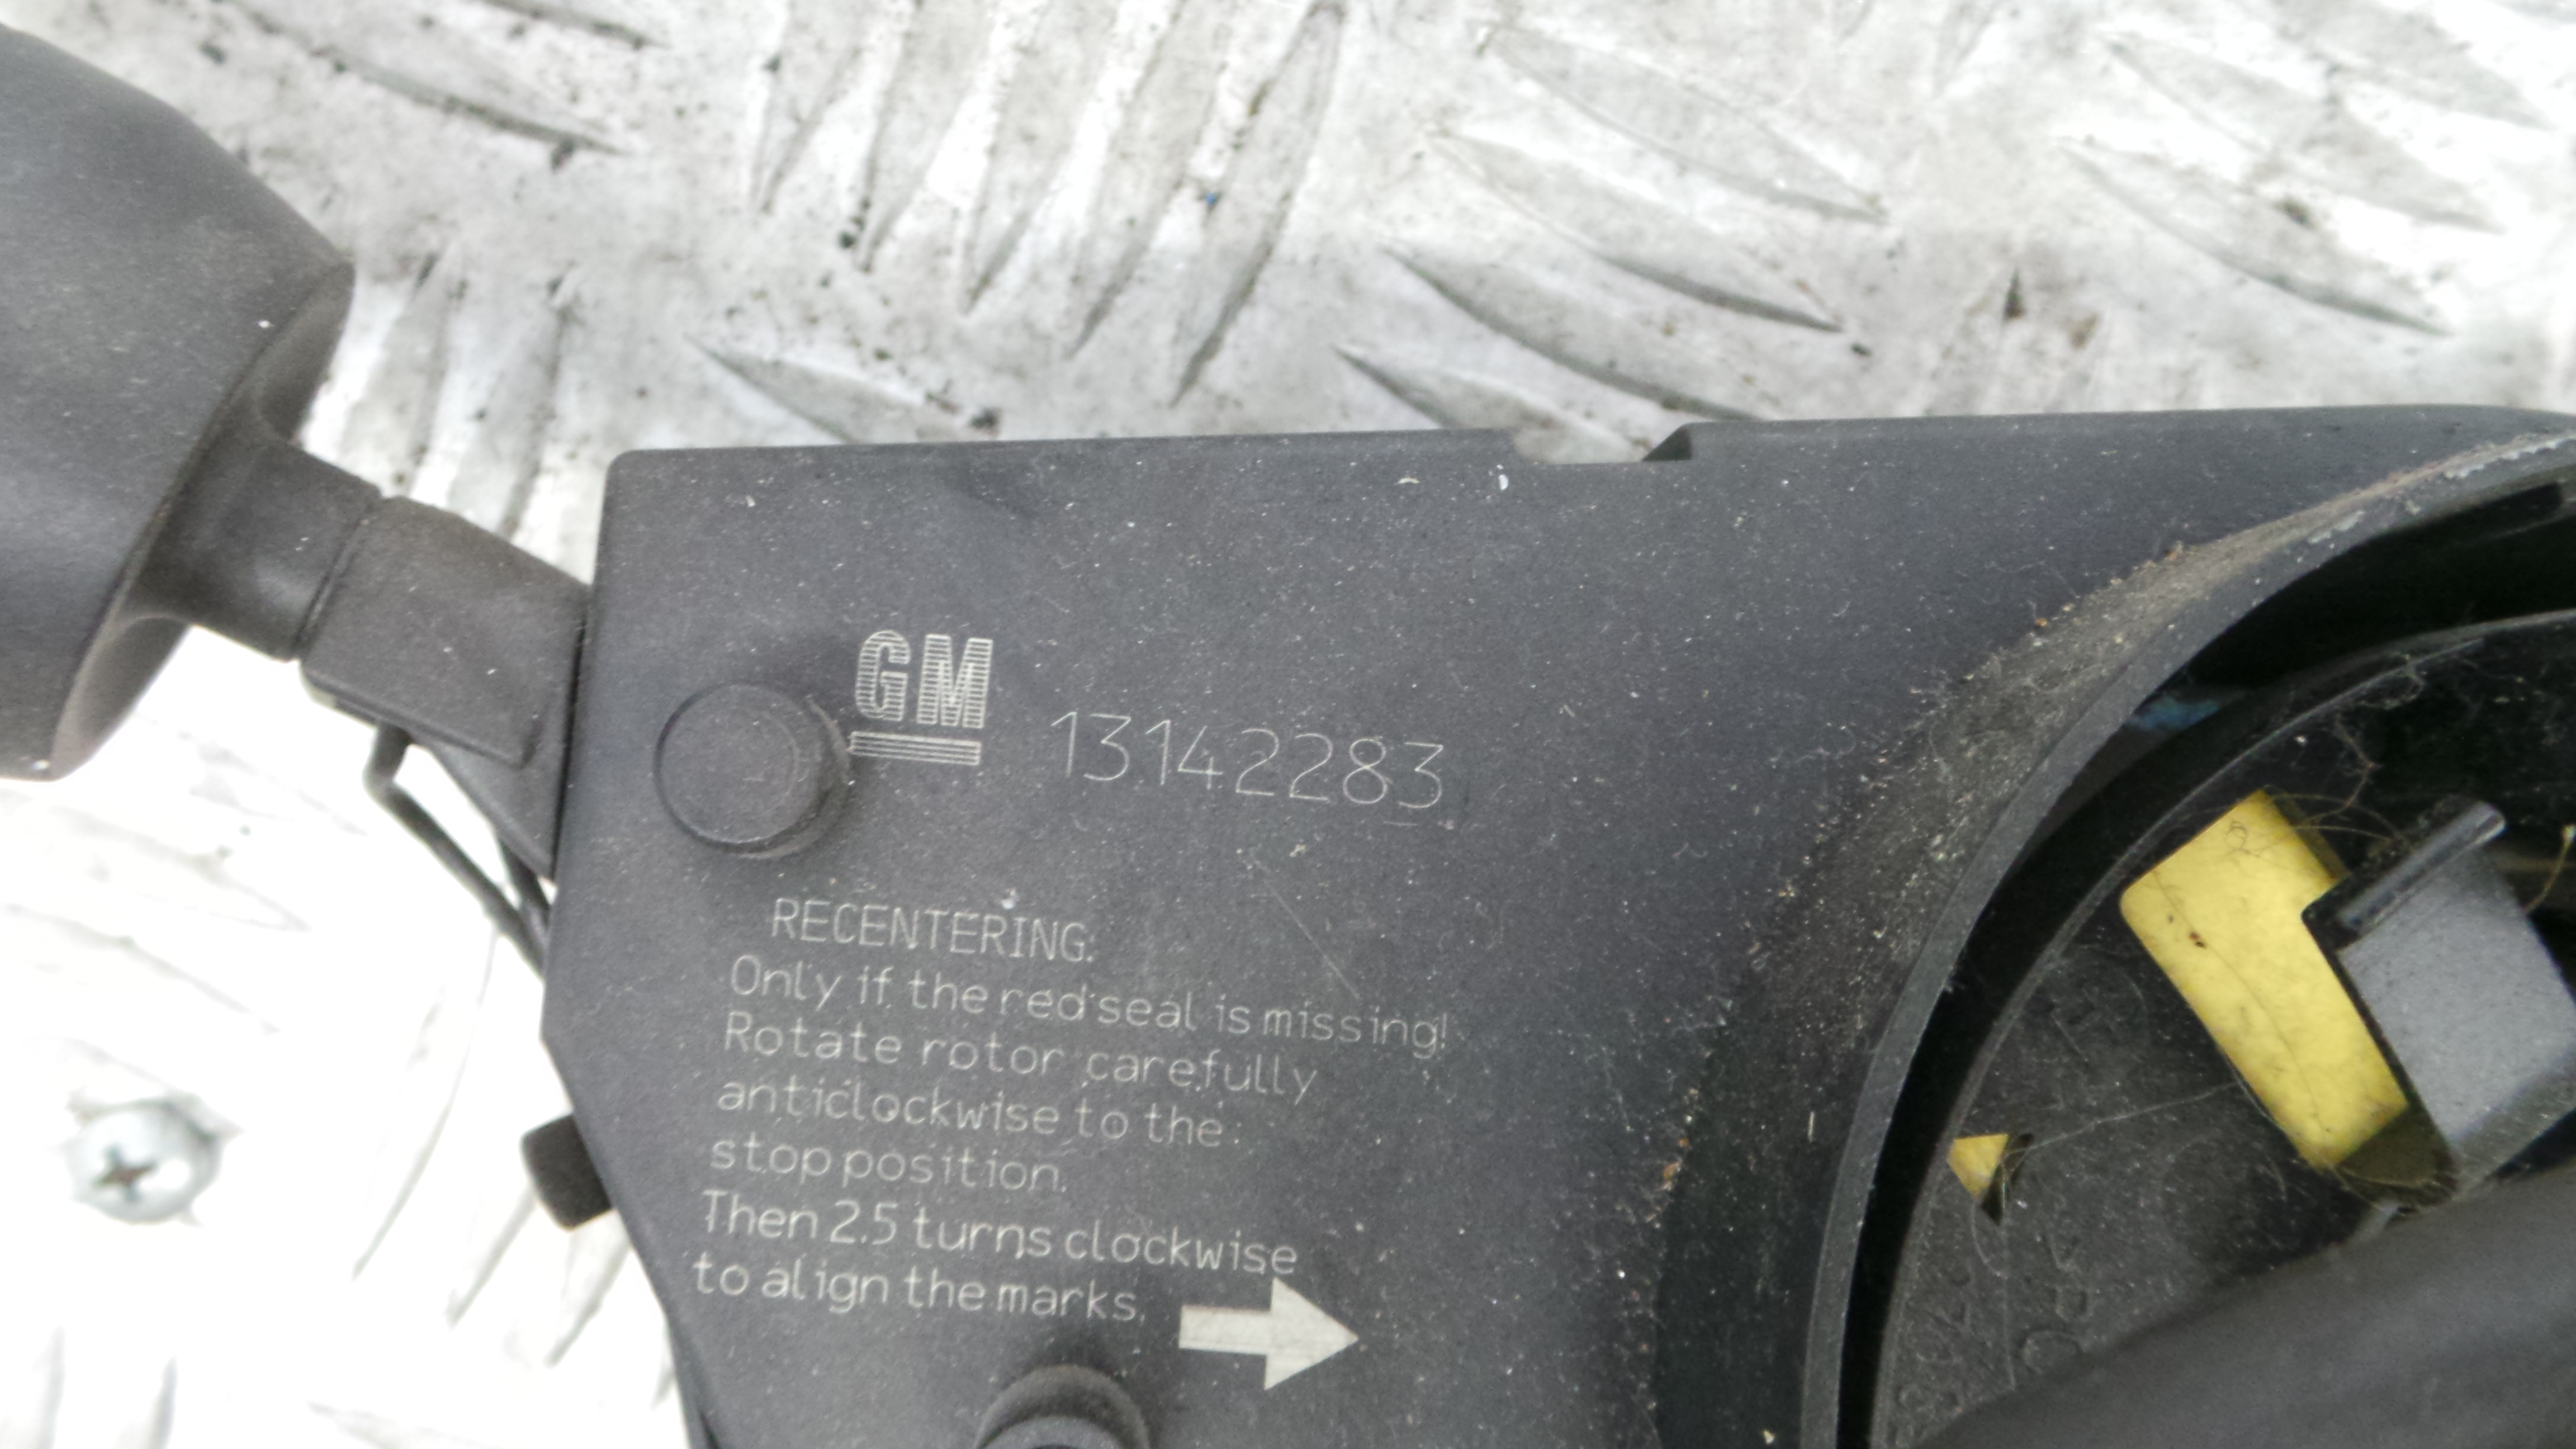 GM 13142283
RECENTERING:
Only if the red seal is missing!
Rotate rotor carefully
anticlockwise to the
stop position.
Then 2.5 turns clockwise
to align the marks.